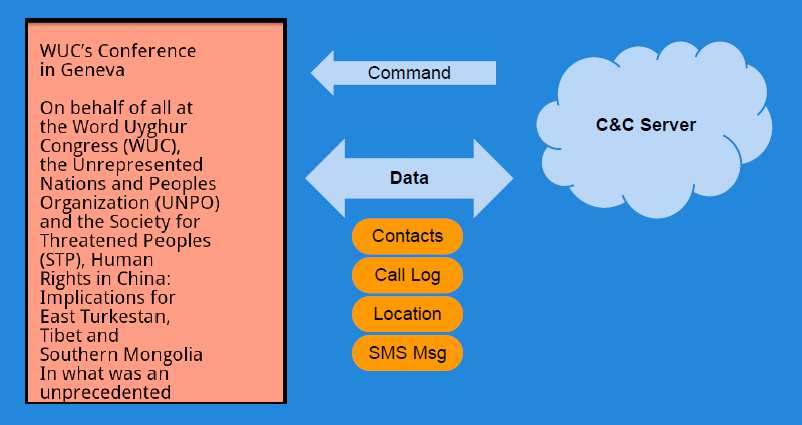 WUC's Conference
in Geneva
On behalf of all at
the Word Uyghur
Congress (WUC),
the Unrepresented
Nations and Peoples
Organization (UNPO)
and the Society for
Threatened Peoples
(STP), Human
Rights in China:
Implications for
East Turkestan,
Tibet and
Southern Mongolia
In what was an
unprecedented
Command
Data
Contacts
Call Log
Location
SMS Msg
C&C Server